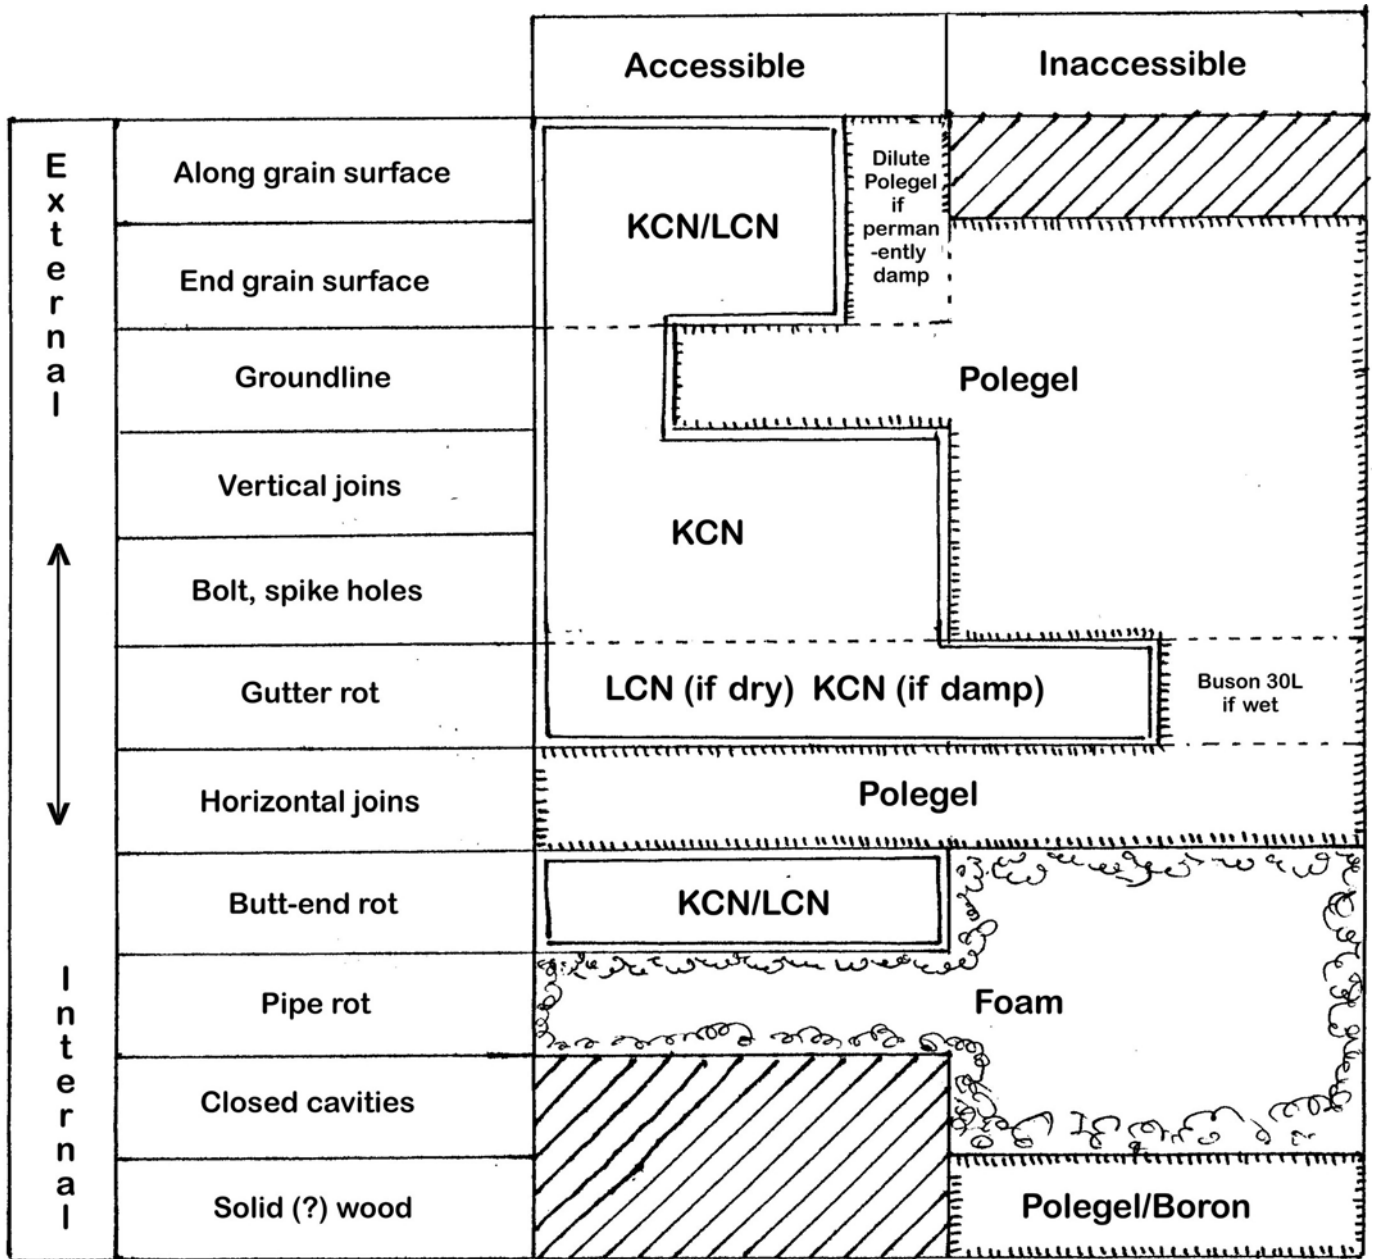 Accessible
Inaccessible
External
Internal
Along grain surface
KCN/LCN
Dilute
Polegel
if
perman
-ently
damp
End grain surface
Groundline
Polegel
Vertical joins
KCN
Bolt, spike holes
Gutter rot
LCN (if dry) KCN (if damp)
Buson 30L
if wet
Horizontal joins
Polegel
Butt-end rot
KCN/LCN
Pipe rot
Foam
Closed cavities
Solid (?) wood
Polegel/Boron